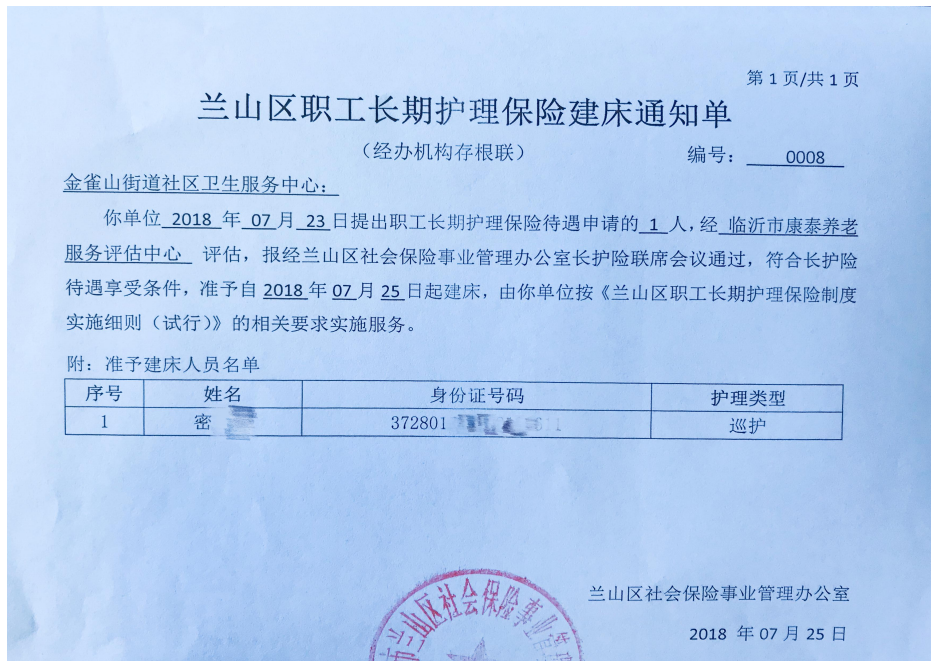 第 1 页/共 1 页
兰山区职工长期护理保险建床通知单
（经办机构存根联）
编号： 0008
金雀山街道社区卫生服务中心：
你单位 2018 年 07 月 23 日提出职工长期护理保险待遇申请的 1 人，经 临沂市康泰养老
服务评估中心 评估，报经兰山区社会保险事业管理办公室长护险联席会议通过，符合长护险
待遇享受条件，准予自 2018 年 07 月 25 日起建床，由你单位按《兰山区职工长期护理保险制度
实施细则（试行）》的相关要求实施服务。
附：准予建床人员名单
序号 姓名 身份证号码 护理类型
1 密 372801 巡护
兰山区社会保险事业管理办公室
2018 年 07 月 25 日
兰山区社会保险事业管理